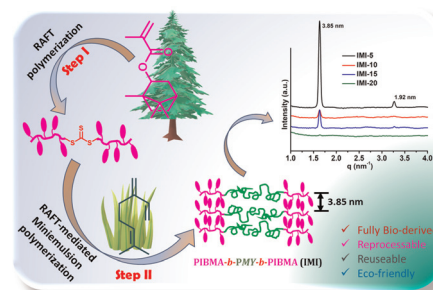 RAFT
polymerization
Step I
O
O
S
S
S
RAFT-mediated
Miniemulsion
polymerization
Step II
3.85 nm
PIBMA-b-PMY-b-PIBMA (IMI)
3.85 nm
IMI-5
IMI-10
IMI-15
IMI-20
1.92 nm
Intensity (a.u.)
1.0 1.5 2.0 2.5 3.0 3.5 4.0
q (nm⁻¹)
✓ Fully Bio-derive
✓ Reprocessable
✓ Reuseable
✓ Eco-friendly